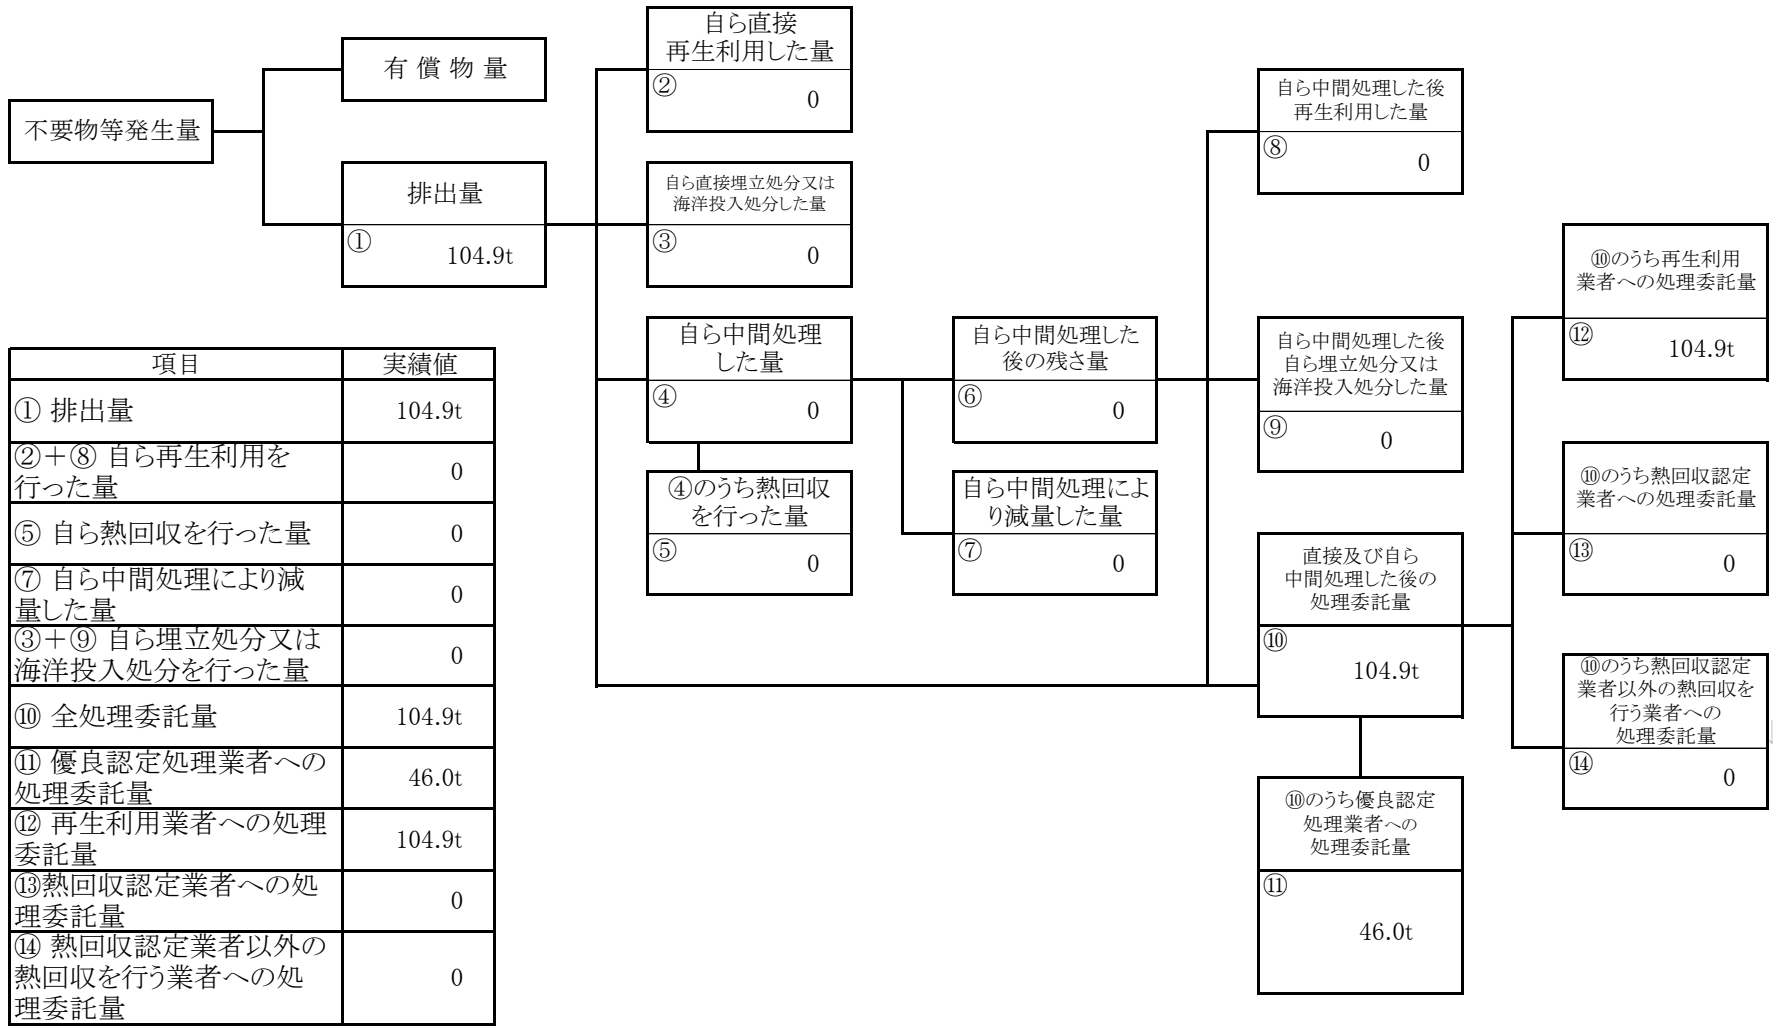 不要物等発生量
有 償 物 量
排出量
①
104.9t
自ら直接
再生利用した量
②
0
自ら直接埋立処分又は
海洋投入処分した量
③
0
自ら中間処理
した量
④
0
④のうち熱回収
を行った量
⑤
0
自ら中間処理した
後の残さ量
⑥
0
自ら中間処理によ
り減量した量
⑦
0
自ら中間処理した後
再生利用した量
⑧
0
自ら中間処理した後
自ら埋立処分又は
海洋投入処分した量
⑨
0
直接及び自ら
中間処理した後の
処理委託量
⑩
104.9t
⑩のうち優良認定
処理業者への
処理委託量
⑪
46.0t
⑩のうち再生利用
業者への処理委託量
⑫
104.9t
⑩のうち熱回収認定
業者への処理委託量
⑬
0
⑩のうち熱回収認定
業者以外の熱回収を
行う業者への
処理委託量
⑭
0
項目 実績値
① 排出量 104.9t
②＋⑧ 自ら再生利用を
行った量
0
⑤ 自ら熱回収を行った量 0
⑦ 自ら中間処理により減
量した量
0
③＋⑨ 自ら埋立処分又は
海洋投入処分を行った量
0
⑩ 全処理委託量 104.9t
⑪ 優良認定処理業者への
処理委託量
46.0t
⑫ 再生利用業者への処理
委託量
104.9t
⑬熱回収認定業者への処
理委託量
0
⑭ 熱回収認定業者以外の
熱回収を行う業者への処
理委託量
0